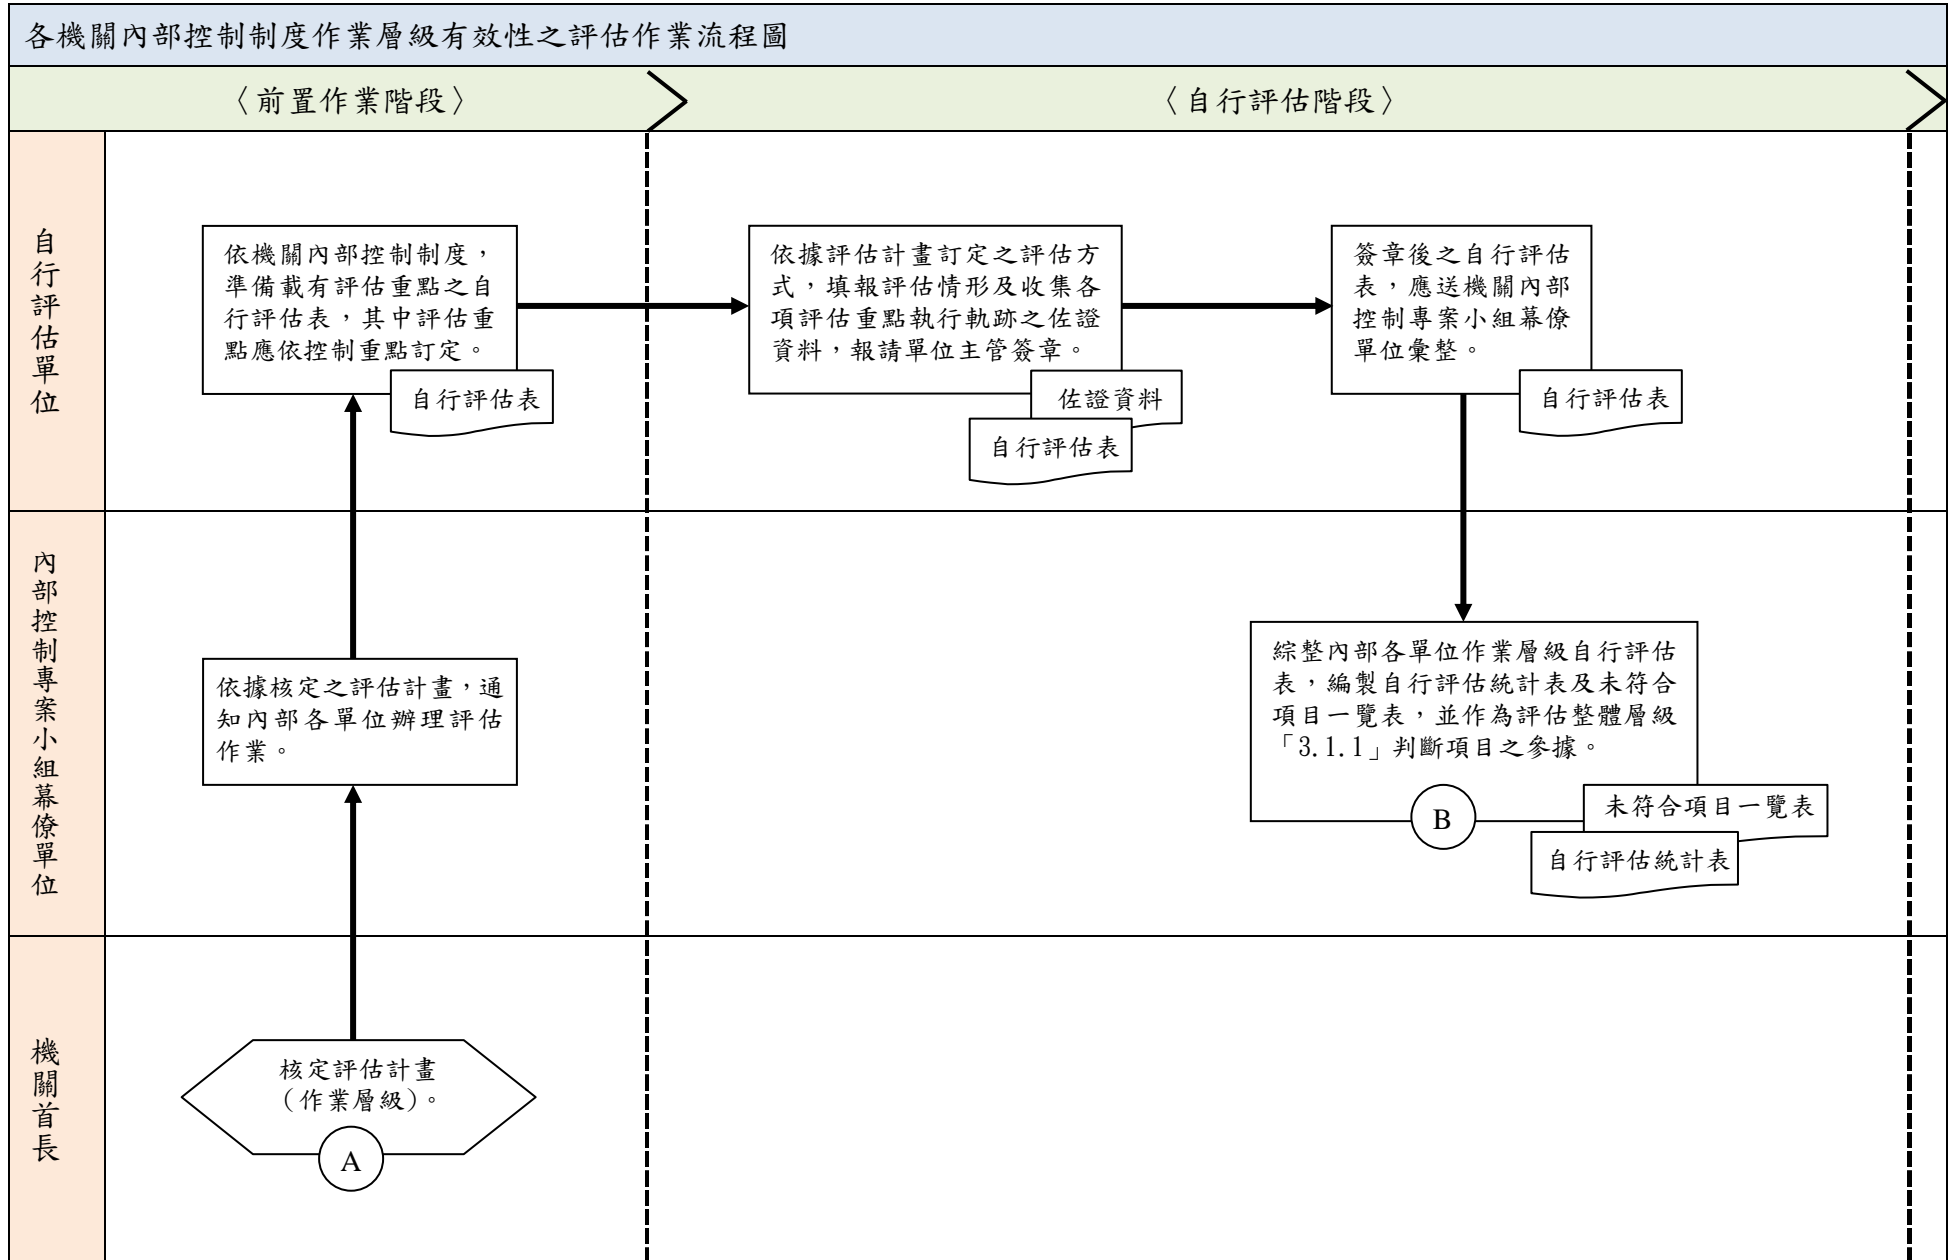 各機關內部控制制度作業層級有效性之評估作業流程圖
〈前置作業階段〉
〈自行評估階段〉
自行評估單位
依機關內部控制制度，
準備載有評估重點之自
行評估表，其中評估重
點應依控制重點訂定。
自行評估表
依據評估計畫訂定之評估方
式，填報評估情形及收集各
項評估重點執行軌跡之佐證
資料，報請單位主管簽章。
佐證資料
自行評估表
簽章後之自行評估
表，應送機關內部
控制專案小組幕僚
單位彙整。
自行評估表
內部控制專案小組幕僚單位
依據核定之評估計畫，通
知內部各單位辦理評估
作業。
綜整內部各單位作業層級自行評估
表，編製自行評估統計表及未符合
項目一覽表，並作為評估整體層級
「3.1.1」判斷項目之參據。
B
未符合項目一覽表
自行評估統計表
機關首長
核定評估計畫
（作業層級）。
A